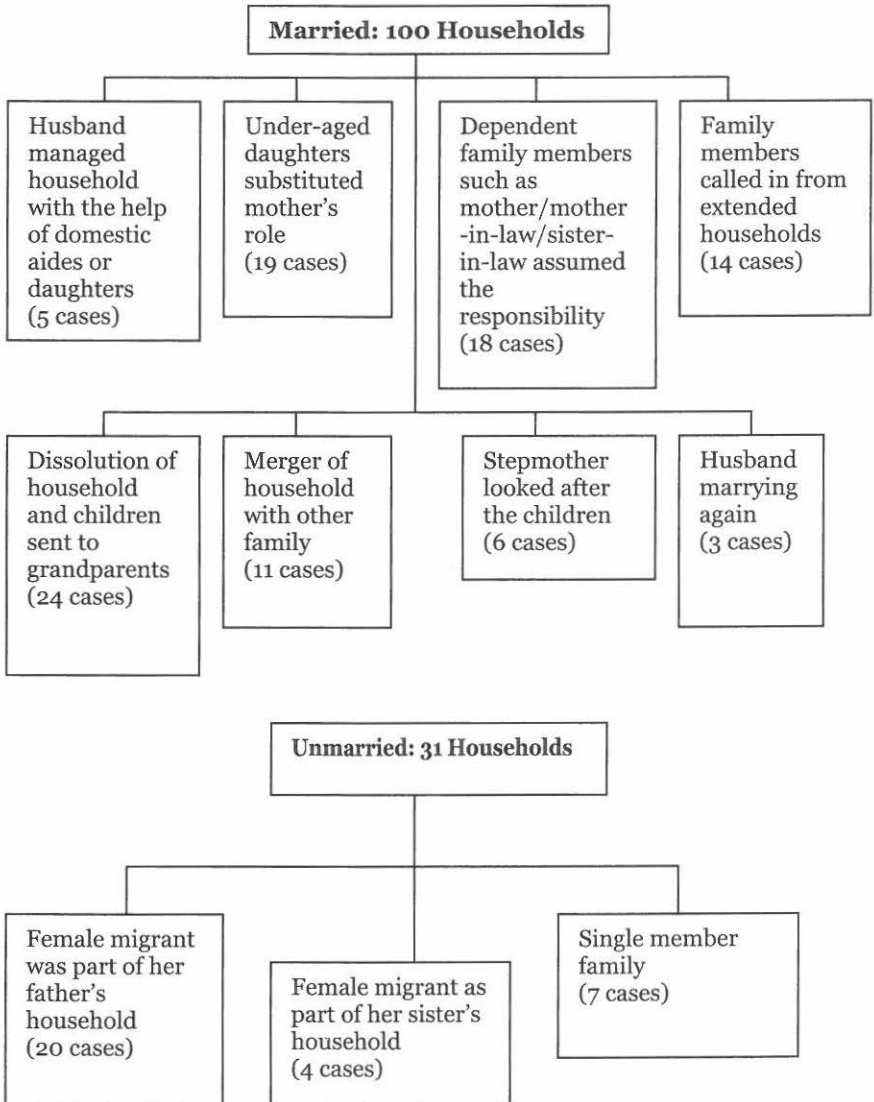 Married: 100 Households
Husband
managed
household
with the help
of domestic
aides or
daughters
(5 cases)
Under-aged
daughters
substituted
mother's
role
(19 cases)
Dependent
family members
such as
mother/mother
-in-law/sister-
in-law assumed
the
responsibility
(18 cases)
Family
members
called in from
extended
households
(14 cases)
Dissolution of
household
and children
sent to
grandparents
(24 cases)
Merger of
household
with other
family
(11 cases)
Stepmother
looked after
the children
(6 cases)
Husband
marrying
again
(3 cases)
Unmarried: 31 Households
Female migrant
was part of her
father's
household
(20 cases)
Female migrant as
part of her sister's
household
(4 cases)
Single member
family
(7 cases)